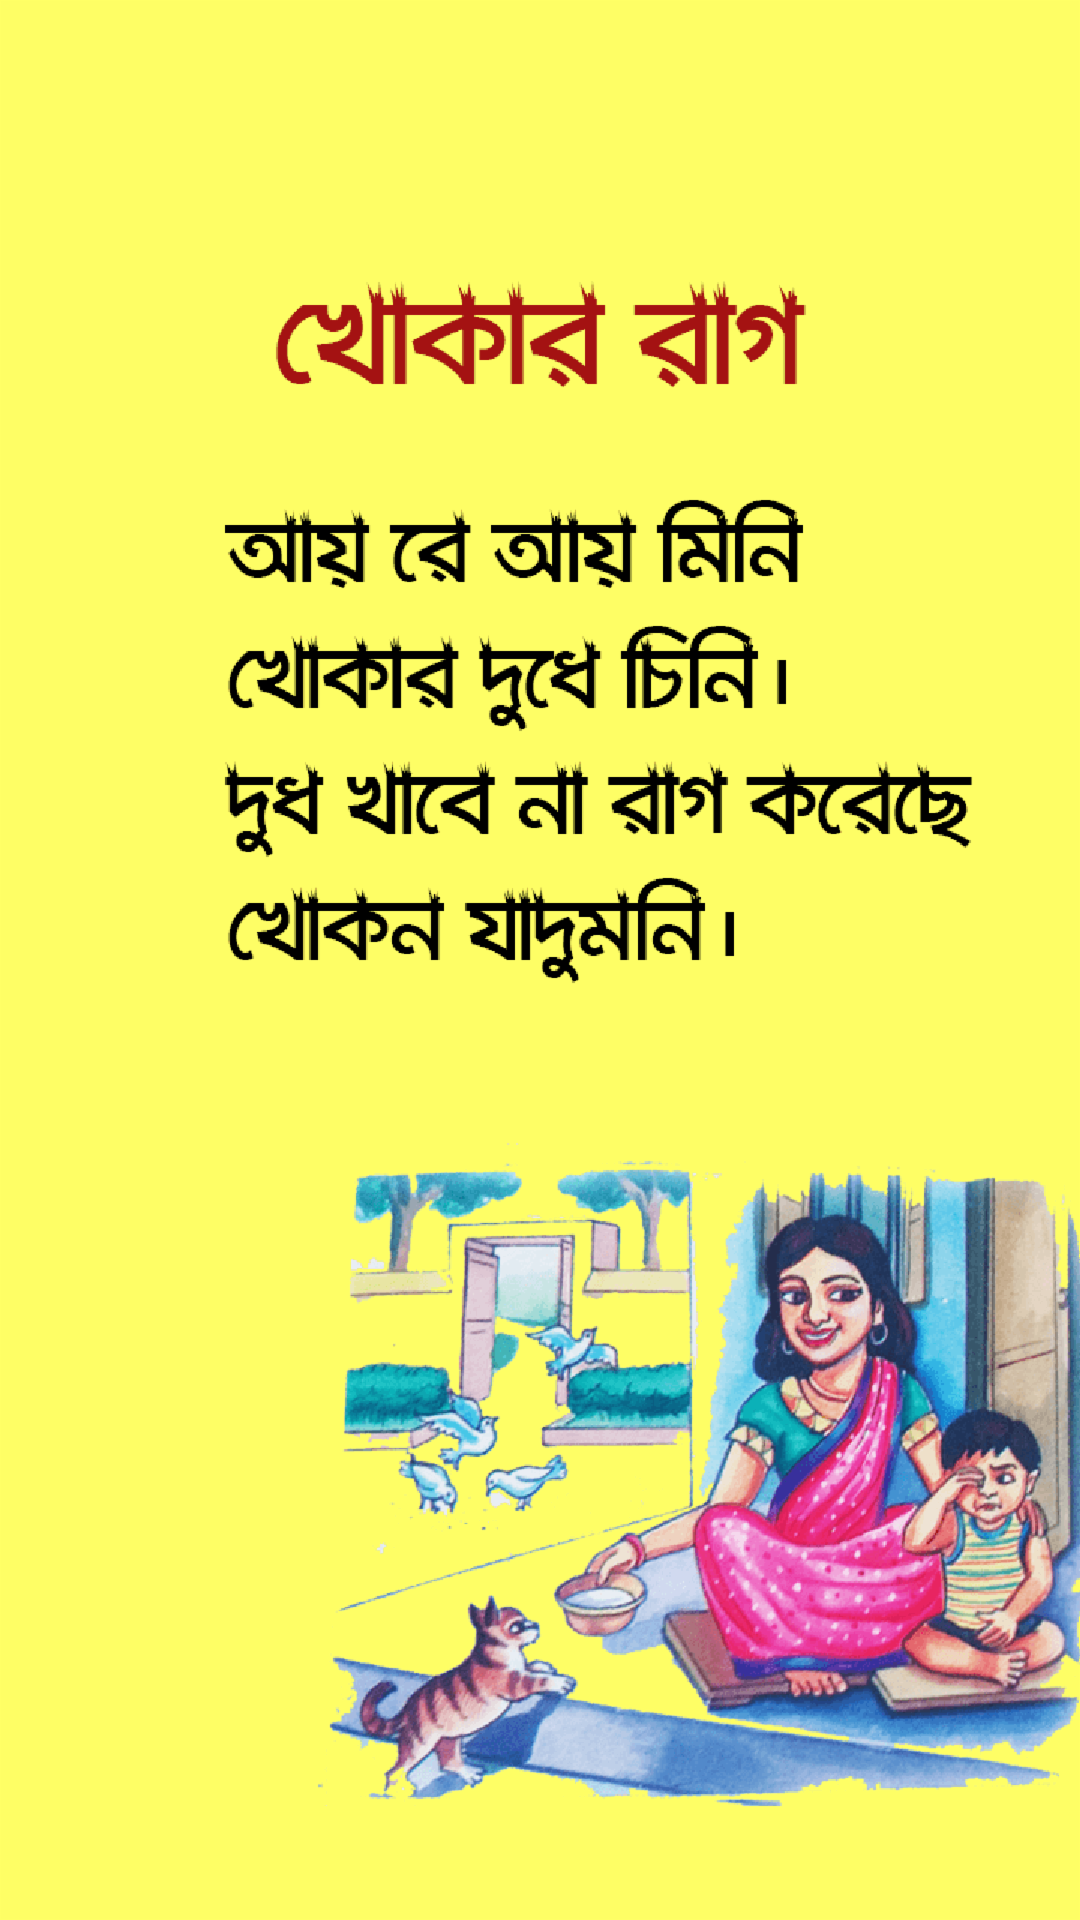 খোকার রাগ
আয় রে আয় মিনি
খোকার দুধে চিনি।
দুধ খাবে না রাগ করেছে
খোকন যাদুমনি।